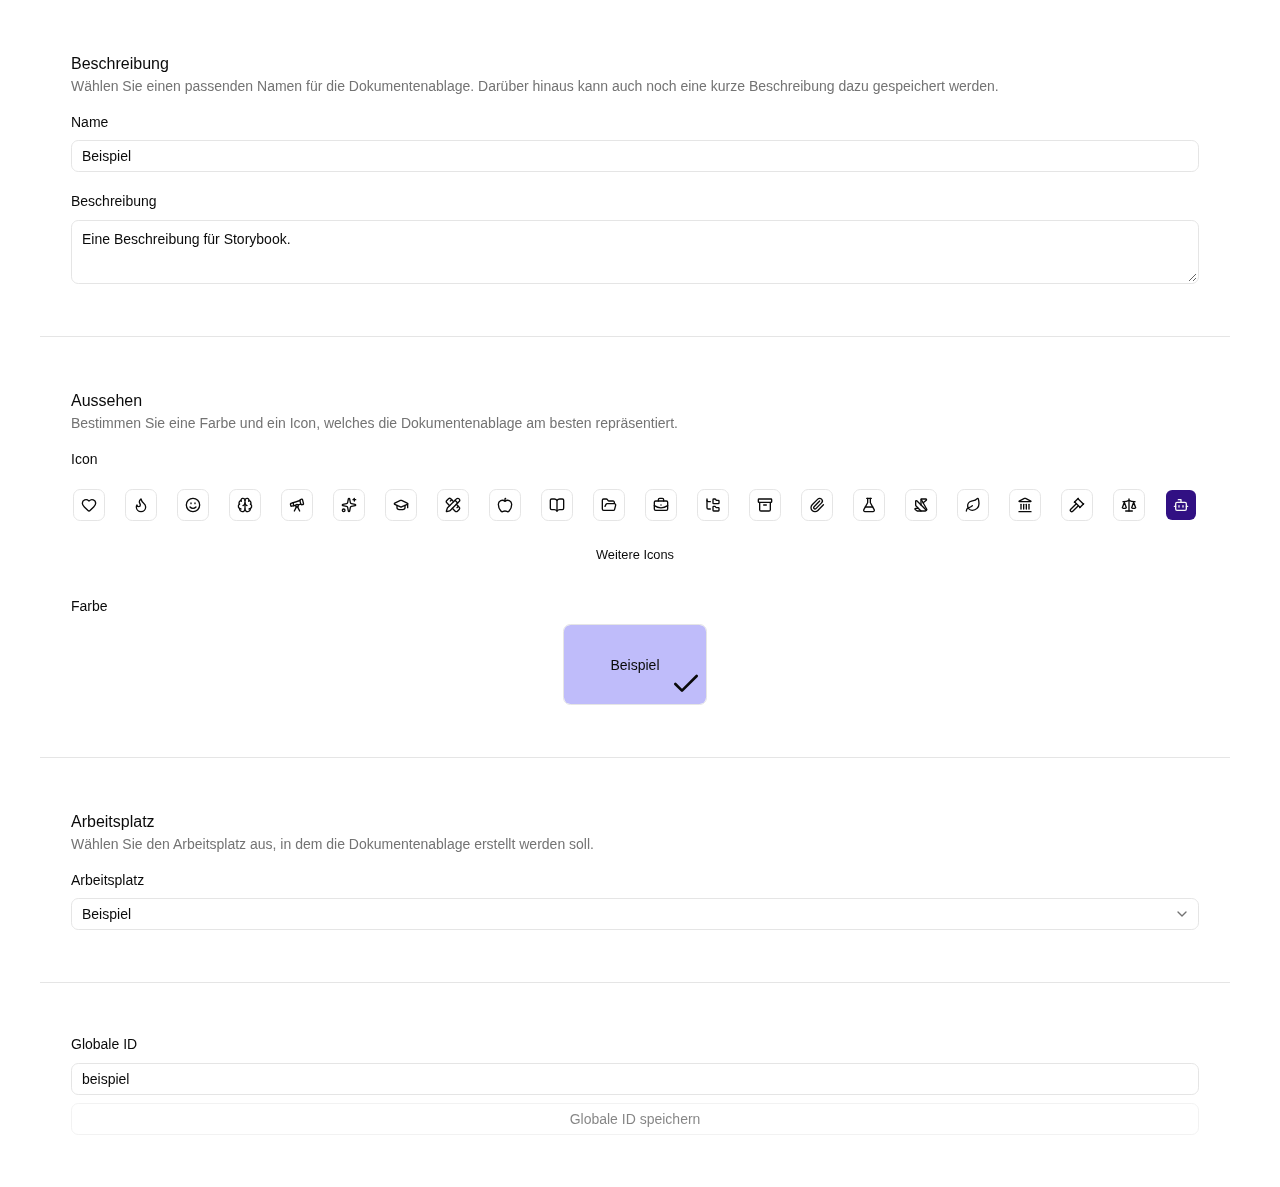 Beschreibung
Wählen Sie einen passenden Namen für die Dokumentenablage. Darüber hinaus kann auch noch eine kurze Beschreibung dazu gespeichert werden.
Name
Beispiel
Beschreibung
Eine Beschreibung für Storybook.
Aussehen
Bestimmen Sie eine Farbe und ein Icon, welches die Dokumentenablage am besten repräsentiert.
Icon
Weitere Icons
Farbe
Beispiel
Arbeitsplatz
Wählen Sie den Arbeitsplatz aus, in dem die Dokumentenablage erstellt werden soll.
Arbeitsplatz
Beispiel
Globale ID
beispiel
Globale ID speichern